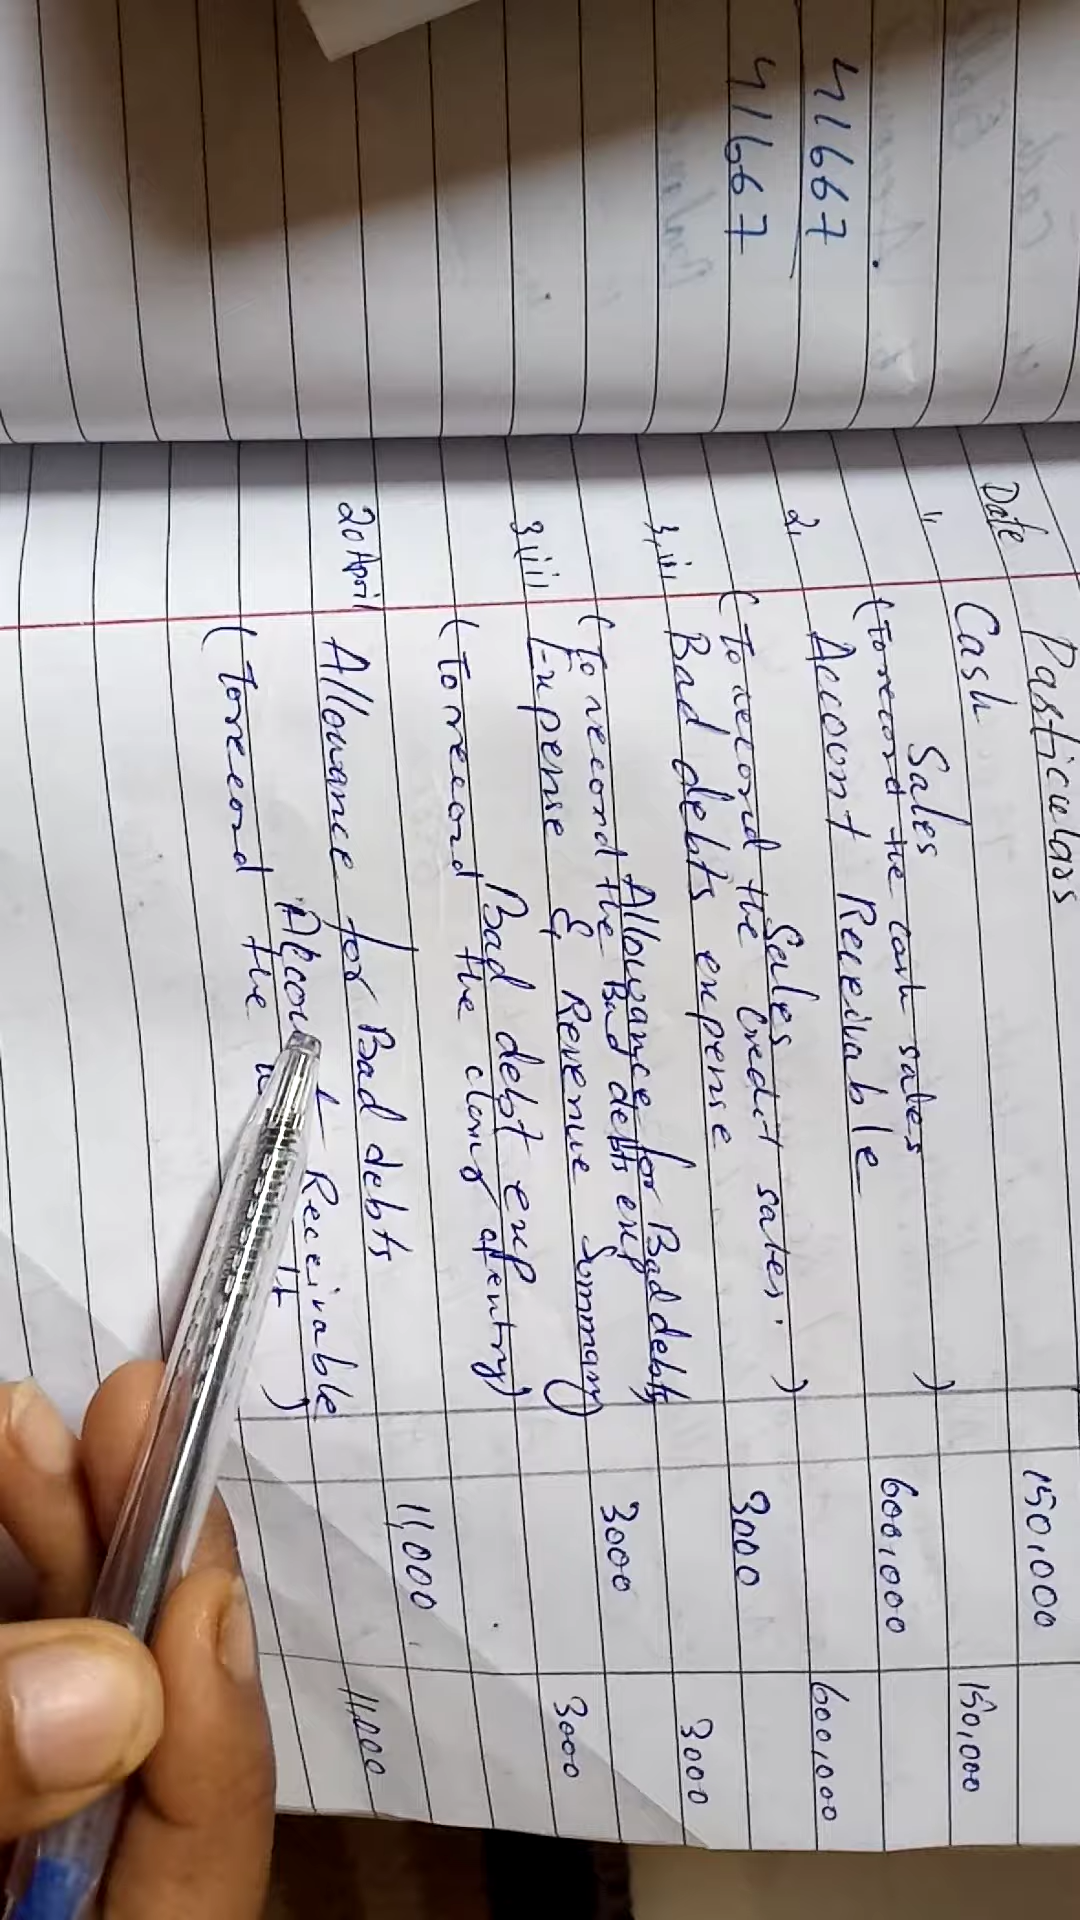 41667
41667
Date Particulars
" Cash 150,000
Sales 150,000
(To record the cash sales)
2, Account Receivable 600,000
Sales 600,000
(To record the Credit sales.)
3,ii, Bad debts expense 3000
Allowance for Bad debts 3000
(To record the Bad debts exp
3,iii Expense & Revenue Summary) 3000
Bad debt exp 3000
(To record the closing of entry)
20 April Allowance for Bad debts 11,000
Receivable 11,000
(To record the